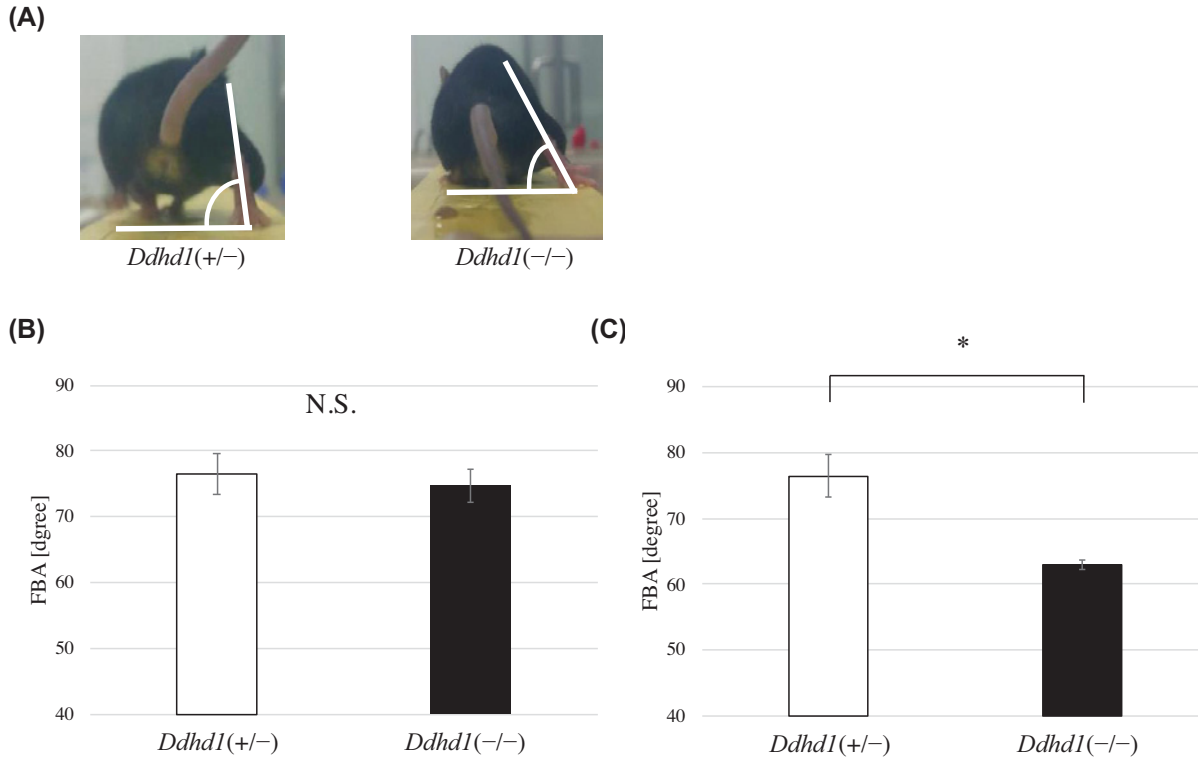 (A)
Ddhd1(+/−)
Ddhd1(−/−)
(B)
90
80
70
60
50
40
FBA [dgree]
N.S.
Ddhd1(+/−)
Ddhd1(−/−)
(C)
*
90
80
70
60
50
40
FBA [degree]
Ddhd1(+/−)
Ddhd1(−/−)